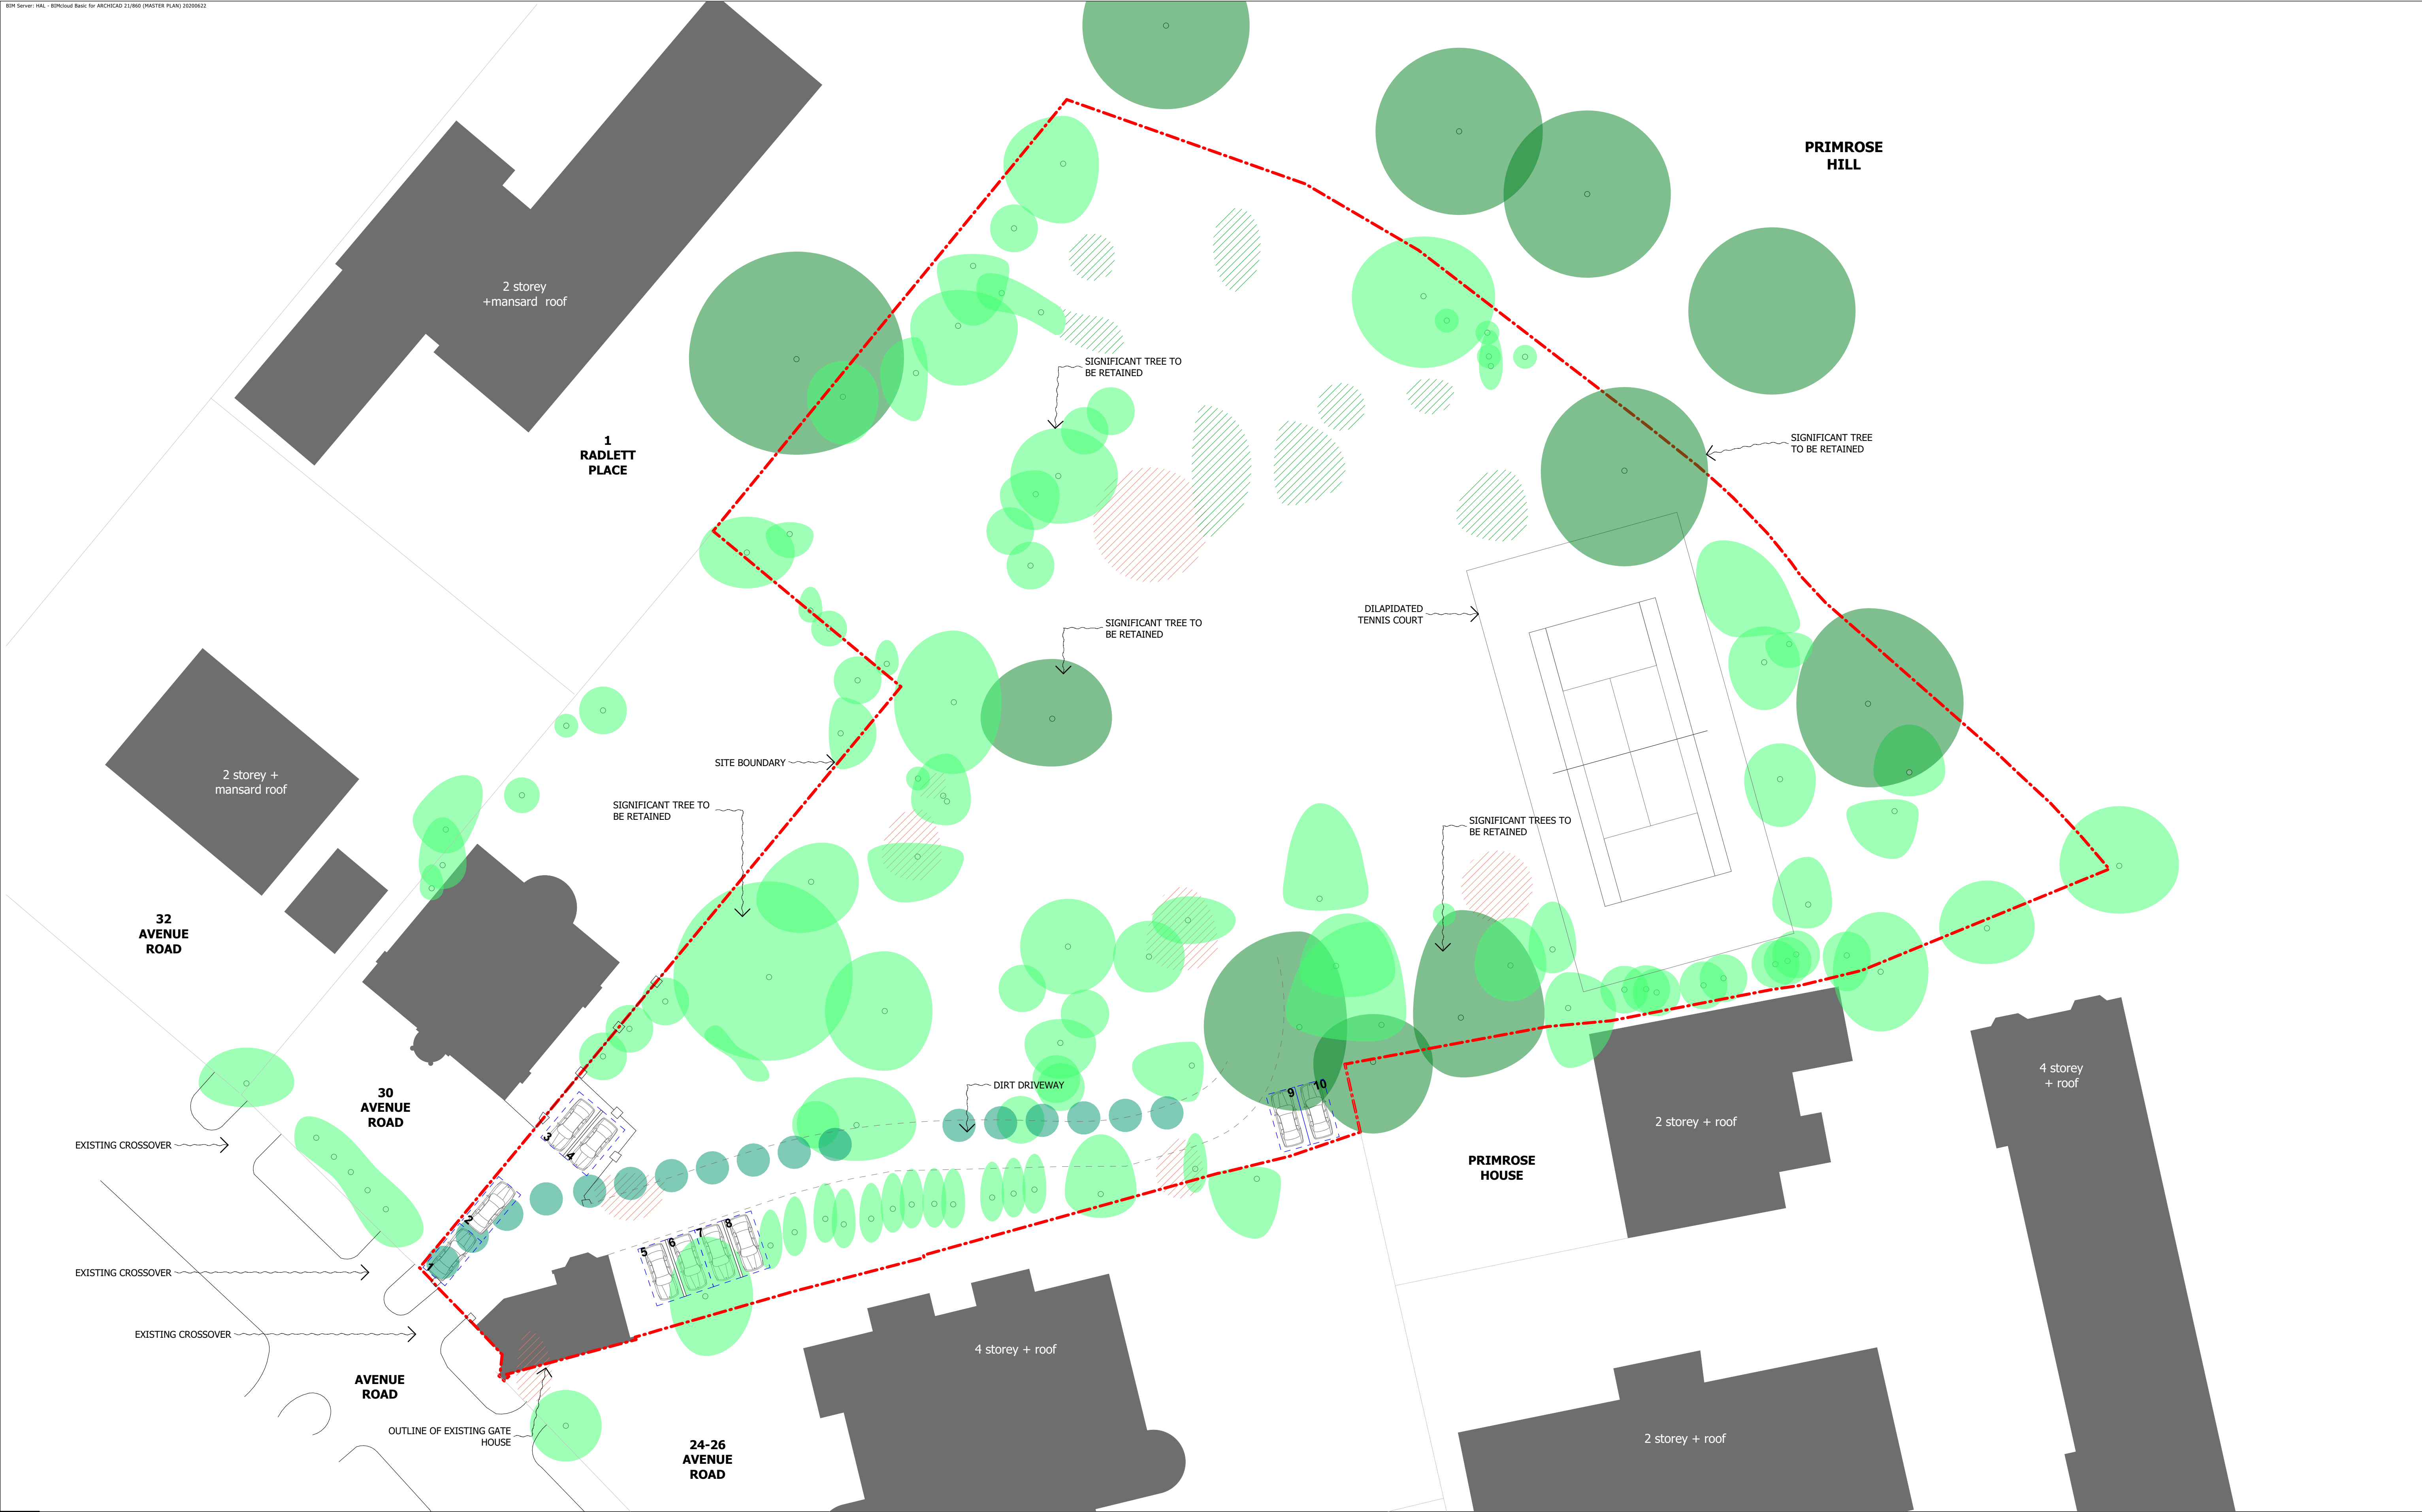 BIM Server: HAL - BIMcloud Basic for ARCHICAD 21/860 (MASTER PLAN) 20200622
PRIMROSE
HILL
2 storey
+mansard roof
SIGNIFICANT TREE TO
BE RETAINED
1
RADLETT
PLACE
SIGNIFICANT TREE
TO BE RETAINED
DILAPIDATED
TENNIS COURT
SIGNIFICANT TREE TO
BE RETAINED
SITE BOUNDARY
2 storey +
mansard roof
SIGNIFICANT TREE TO
BE RETAINED
SIGNIFICANT TREES TO
BE RETAINED
32
AVENUE
ROAD
4 storey
+ roof
30
AVENUE
ROAD
DIRT DRIVEWAY
9
10
2 storey + roof
EXISTING CROSSOVER
3
4
PRIMROSE
HOUSE
2
1
5
6
7
8
EXISTING CROSSOVER
EXISTING CROSSOVER
4 storey + roof
AVENUE
ROAD
OUTLINE OF EXISTING GATE
HOUSE
24-26
AVENUE
ROAD
2 storey + roof